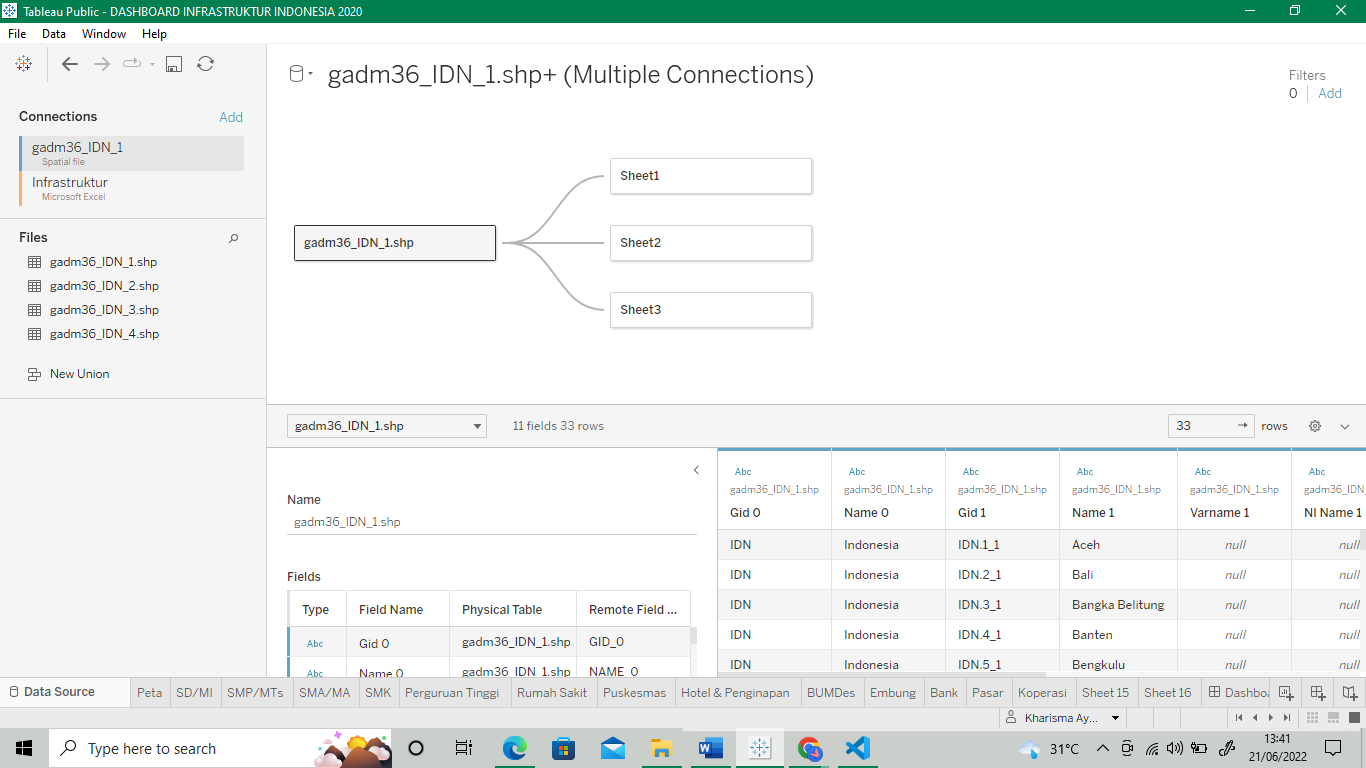 Tableau Public - DASHBOARD INFRASTRUKTUR INDONESIA 2020
File Data Window Help
gadm36_IDN_1.shp+ (Multiple Connections)
Filters
0 Add
Connections Add
gadm36_IDN_1
Spatial file
Infrastruktur
Microsoft Excel
Files
gadm36_IDN_1.shp
gadm36_IDN_2.shp
gadm36_IDN_3.shp
gadm36_IDN_4.shp
New Union
gadm36_IDN_1.shp
Sheet1
Sheet2
Sheet3
gadm36_IDN_1.shp 11 fields 33 rows 33 rows
Name
gadm36_IDN_1.shp
Fields
Type Field Name Physical Table Remote Field ...
Abc Gid 0 gadm36_IDN_1.shp GID_0
Abc Name 0 gadm36_IDN_1.shp NAME_0
Abc Abc Abc Abc Abc Abc
gadm36_IDN_1.shp gadm36_IDN_1.shp gadm36_IDN_1.shp gadm36_IDN_1.shp gadm36_IDN_1.shp gadm36_IDN_
Gid 0 Name 0 Gid 1 Name 1 Varname 1 Nl Name 1
IDN Indonesia IDN.1_1 Aceh null null
IDN Indonesia IDN.2_1 Bali null null
IDN Indonesia IDN.3_1 Bangka Belitung null null
IDN Indonesia IDN.4_1 Banten null null
IDN Indonesia IDN.5_1 Bengkulu null null
Data Source Peta SD/MI SMP/MTs SMA/MA SMK Perguruan Tinggi Rumah Sakit Puskesmas Hotel & Penginapan BUMDes Embung Bank Pasar Koperasi Sheet 15 Sheet 16 Dashboa
Kharisma Ay...
Type here to search
31°C
13:41
21/06/2022